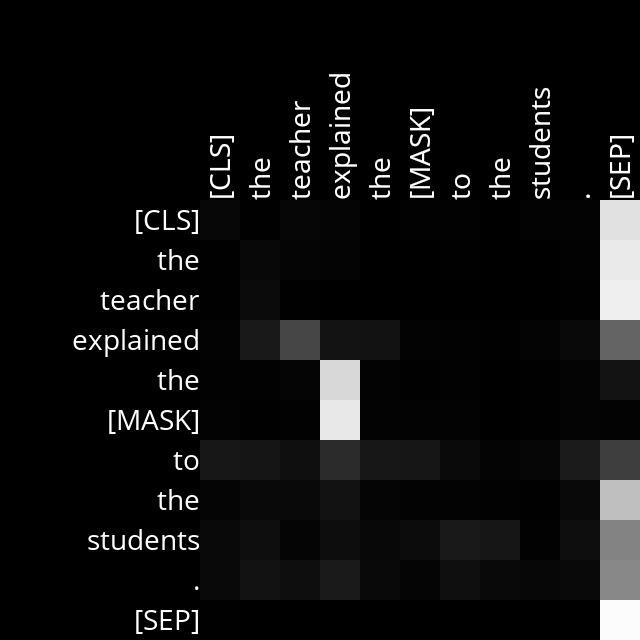 [CLS] the teacher explained the [MASK] to the students . [SEP]
[CLS]
the
teacher
explained
the
[MASK]
to
the
students
.
[SEP]